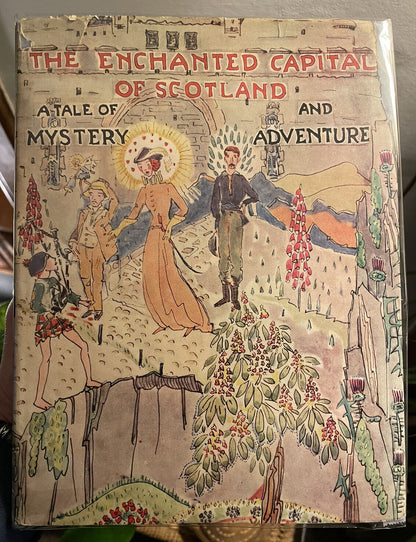 THE ENCHANTED CAPITAL
OF SCOTLAND
A TALE OF AND
MYSTERY ADVENTURE